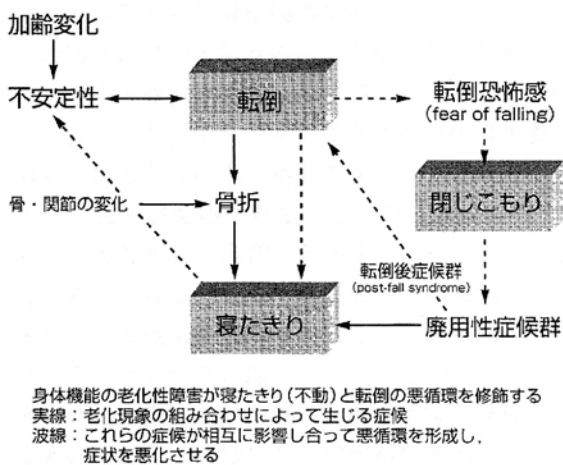 加齢変化
不安定性
転倒
転倒恐怖感
(fear of falling)
骨・関節の変化
骨折
閉じこもり
転倒後症候群
(post-fall syndrome)
寝たきり
廃用性症候群
身体機能の老化性障害が寝たきり(不動)と転倒の悪循環を修飾する
実線：老化現象の組み合わせによって生じる症候
波線：これらの症候が相互に影響し合って悪循環を形成し，
症状を悪化させる